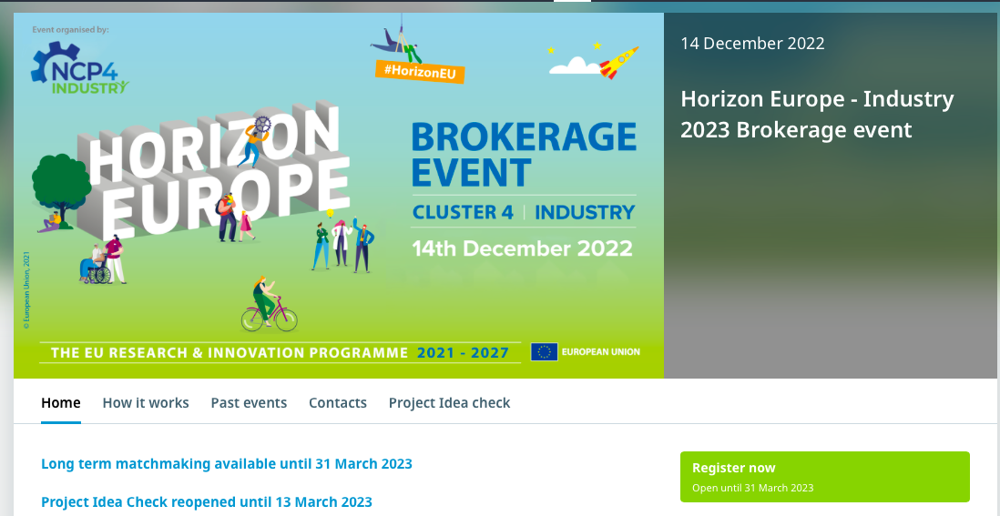 Event organised by:
NCP4
INDUSTRY
#HorizonEU
HORIZON
EUROPE
BROKERAGE
EVENT
CLUSTER 4 | INDUSTRY
14th December 2022
© European Union, 2021
THE EU RESEARCH & INNOVATION PROGRAMME 2021 - 2027
EUROPEAN UNION
14 December 2022
Horizon Europe - Industry
2023 Brokerage event
Home How it works Past events Contacts Project Idea check
Long term matchmaking available until 31 March 2023
Project Idea Check reopened until 13 March 2023
Register now
Open until 31 March 2023